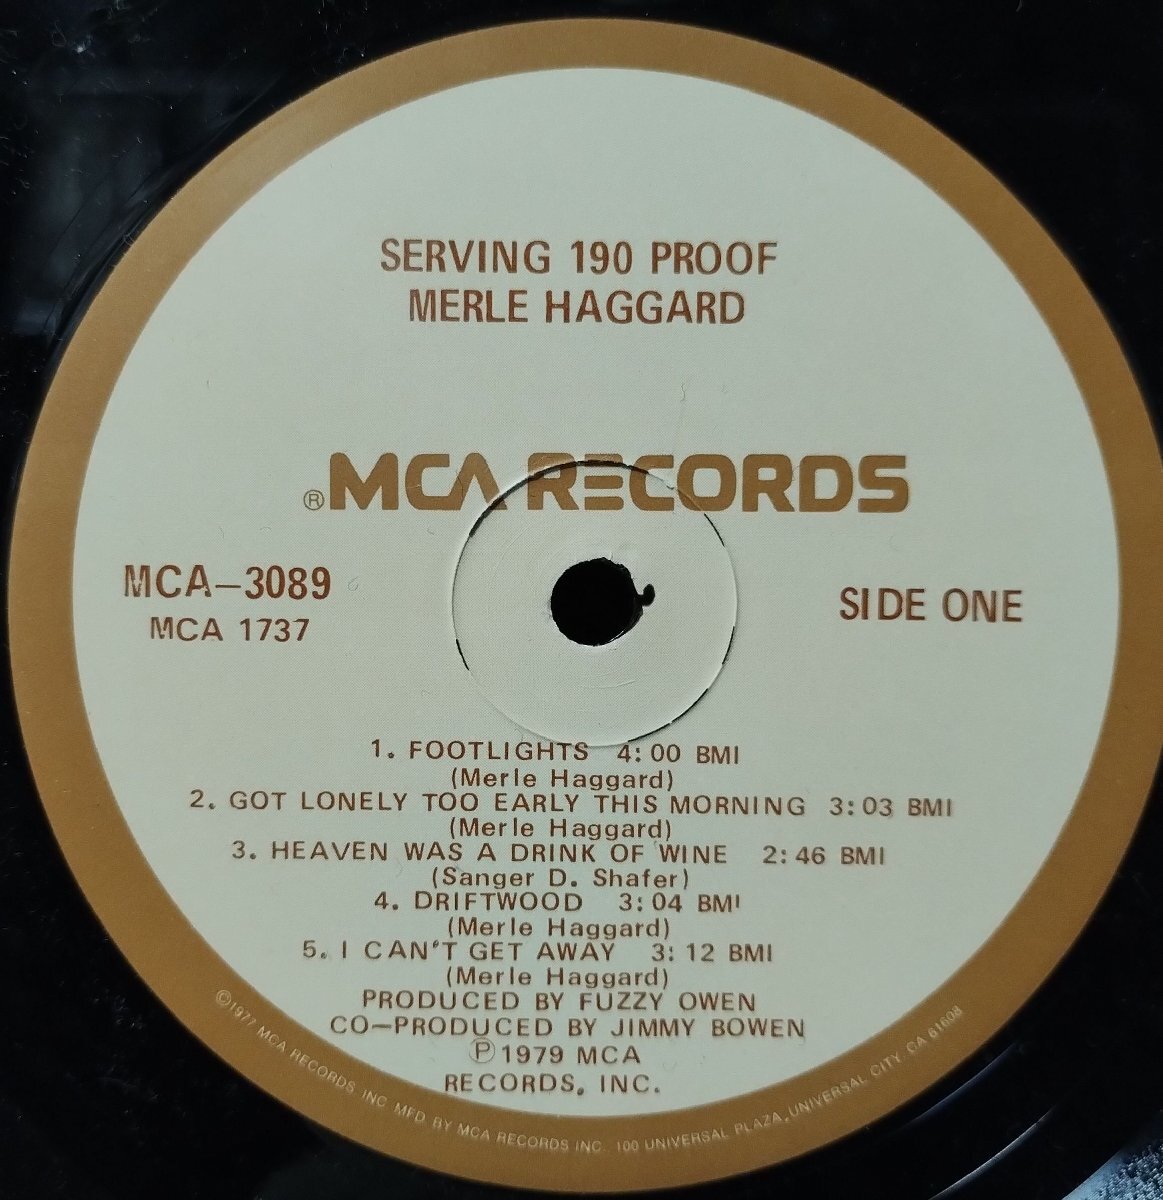 SERVING 190 PROOF
MERLE HAGGARD
® MCA RECORDS
MCA-3089
MCA 1737
SIDE ONE
1. FOOTLIGHTS 4:00 BMI
(Merle Haggard)
2. GOT LONELY TOO EARLY THIS MORNING 3:03 BMI
(Merle Haggard)
3. HEAVEN WAS A DRINK OF WINE 2:46 BMI
(Sanger D. Shafer)
4. DRIFTWOOD 3:04 BMI
(Merle Haggard)
5. I CAN'T GET AWAY 3:12 BMI
(Merle Haggard)
PRODUCED BY FUZZY OWEN
CO-PRODUCED BY JIMMY BOWEN
℗ 1979 MCA
RECORDS, INC.
©1977 MCA RECORDS INC MFD BY MCA RECORDS INC. 100 UNIVERSAL PLAZA, UNIVERSAL CITY CA 61608